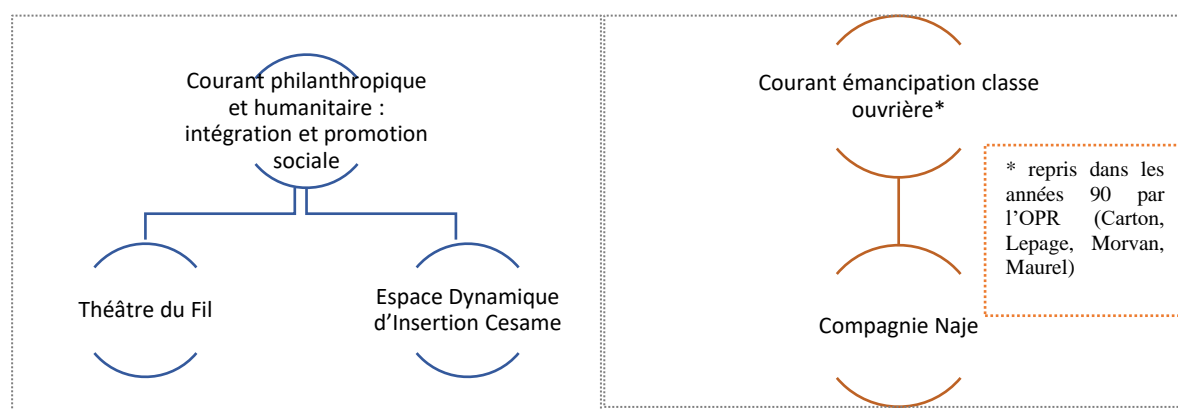 Courant philanthropique
et humanitaire :
intégration et promotion
sociale
Théâtre du Fil
Espace Dynamique
d’Insertion Cesame
Courant émancipation classe
ouvrière*
* repris dans les
années 90 par
l’OPR (Carton,
Lepage, Morvan,
Maurel)
Compagnie Naje